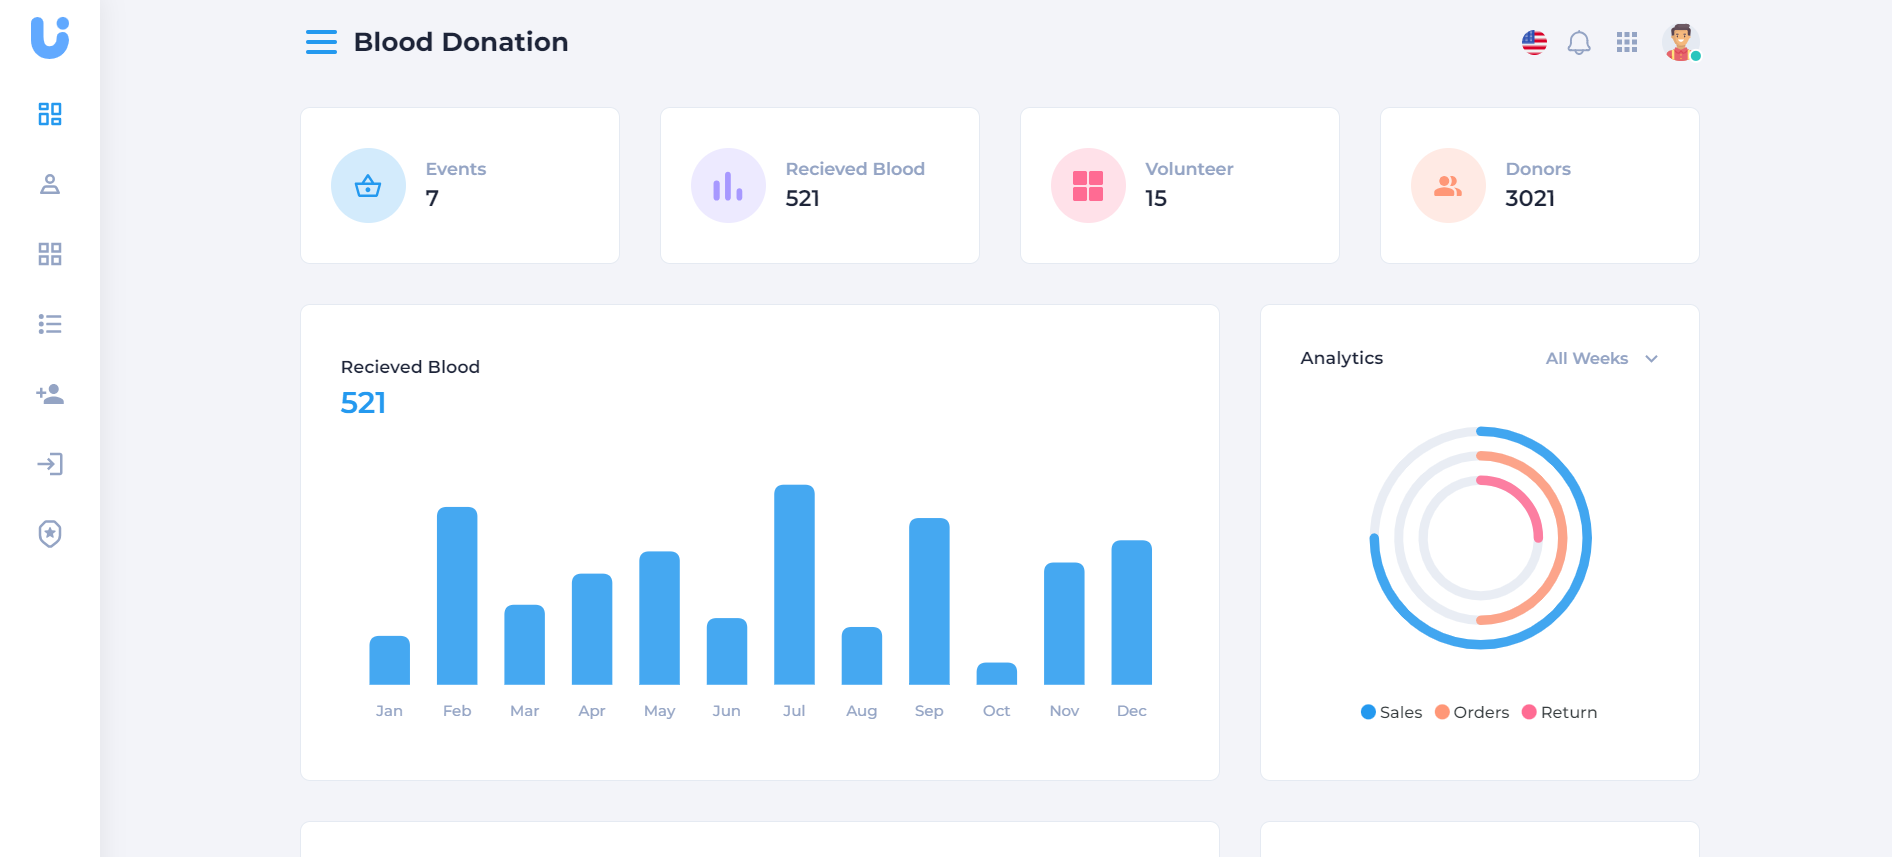 Blood Donation
Events
7
Recieved Blood
521
Volunteer
15
Donors
3021
Recieved Blood
521
Jan Feb Mar Apr May Jun Jul Aug Sep Oct Nov Dec
Analytics All Weeks
Sales Orders Return